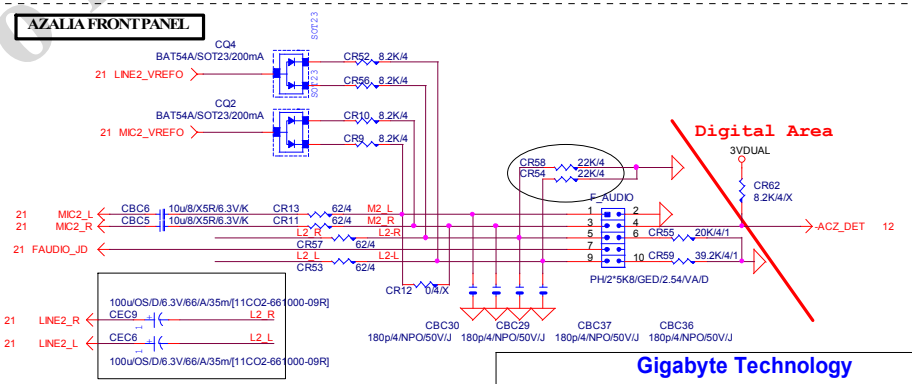 AZALIA FRONT PANEL
SOT23
CQ4
BAT54A/SOT23/200mA
CR52 8.2K/4
21 LINE2_VREFO
SOT23
CR56 8.2K/4
CQ2
BAT54A/SOT23/200mA
CR10 8.2K/4
21 MIC2_VREFO
CR9 8.2K/4
Digital Area
3VDUAL
CR58 22K/4
CR54 22K/4
CR62
8.2K/4/X
F_AUDIO
21 MIC2_L CBC6 10u/8/X5R/6.3V/K CR13 62/4 M2_L 1 2
21 MIC2_R CBC5 10u/8/X5R/6.3V/K CR11 62/4 M2_R 3 4 -ACZ_DET 12
L2_R L2-R 5 6 CR55 20K/4/1
21 FAUDIO_JD CR57 62/4 7
L2_L L2-L 9 10 CR59 39.2K/4/1
CR53 62/4
PH/2*5K8/GED/2.54/VA/D
CR12 0/4/X
100u/OS/D/6.3V/66/A/35m/[11CO2-661000-09R]
21 LINE2_R CEC9 + 1 L2_R
21 LINE2_L CEC6 + 1 L2_L
100u/OS/D/6.3V/66/A/35m/[11CO2-661000-09R]
CBC30 CBC29 CBC37 CBC36
180p/4/NPO/50V/J 180p/4/NPO/50V/J 180p/4/NPO/50V/J 180p/4/NPO/50V/J
Gigabyte Technology